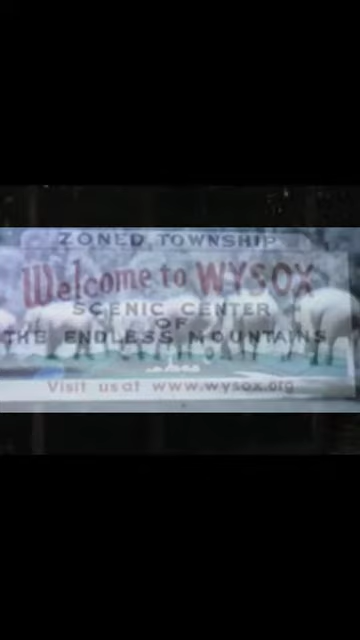 ZONED TOWNSHIP
Welcome to WYSOX
SCENIC CENTER
OF
THE ENDLESS MOUNTAINS
Visit us at www.wysox.org